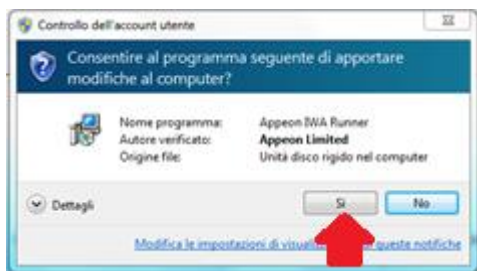 Controllo dell'account utente
Consentire al programma seguente di apportare
modifiche al computer?
Nome programma: Appeon IWA Runner
Autore verificato: Appeon Limited
Origine file: Unità disco rigido nel computer
Dettagli
Sì No
Modifica le impostazioni di queste notifiche